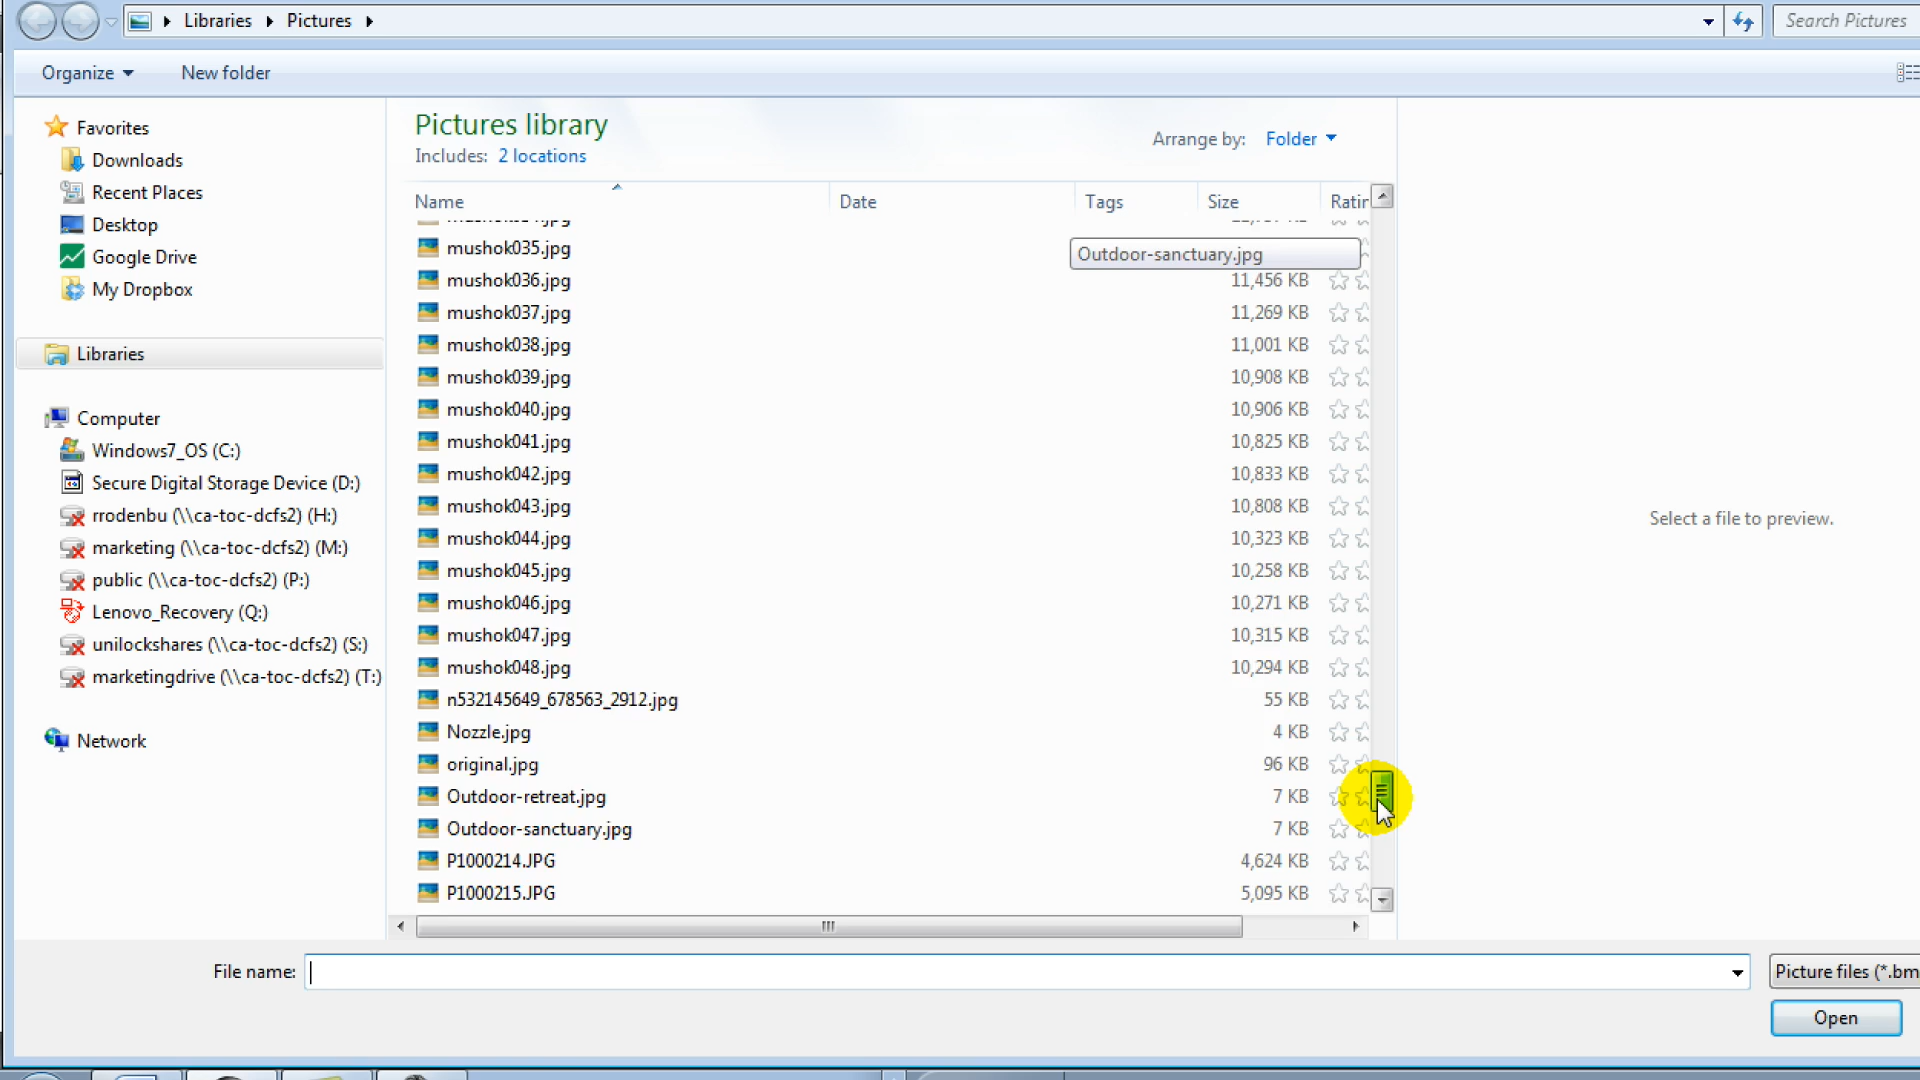 Libraries Pictures Search Pictures
Organize New folder
Favorites
Downloads
Recent Places
Desktop
Google Drive
My Dropbox
Libraries
Computer
Windows7_OS (C:)
Secure Digital Storage Device (D:)
rrodenbu (\\ca-toc-dcfs2) (H:)
marketing (\\ca-toc-dcfs2) (M:)
public (\\ca-toc-dcfs2) (P:)
Lenovo_Recovery (Q:)
unilockshares (\\ca-toc-dcfs2) (S:)
marketingdrive (\\ca-toc-dcfs2) (T:)
Network
Pictures library
Includes: 2 locations
Arrange by: Folder
Name Date Tags Size Ratin
mushok035.jpg
Outdoor-sanctuary.jpg
mushok036.jpg 11,456 KB
mushok037.jpg 11,269 KB
mushok038.jpg 11,001 KB
mushok039.jpg 10,908 KB
mushok040.jpg 10,906 KB
mushok041.jpg 10,825 KB
mushok042.jpg 10,833 KB
mushok043.jpg 10,808 KB
mushok044.jpg 10,323 KB
mushok045.jpg 10,258 KB
mushok046.jpg 10,271 KB
mushok047.jpg 10,315 KB
mushok048.jpg 10,294 KB
n532145649_678563_2912.jpg 55 KB
Nozzle.jpg 4 KB
original.jpg 96 KB
Outdoor-retreat.jpg 7 KB
Outdoor-sanctuary.jpg 7 KB
P1000214.JPG 4,624 KB
P1000215.JPG 5,095 KB
Select a file to preview.
File name: Picture files (*.bm
Open